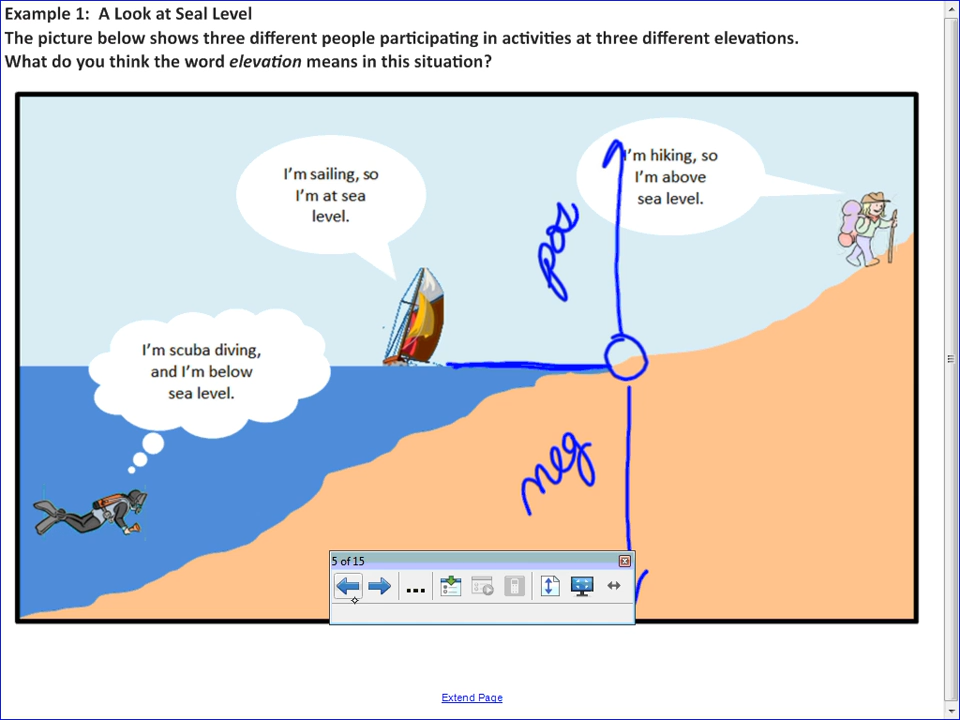 Example 1:  A Look at Seal Level
The picture below shows three different people participating in activities at three different elevations.
What do you think the word elevation means in this situation?
I'm sailing, so
I'm at sea
level.
I'm hiking, so
I'm above
sea level.
pos
I'm scuba diving,
and I'm below
sea level.
neg
5 of 15
Extend Page